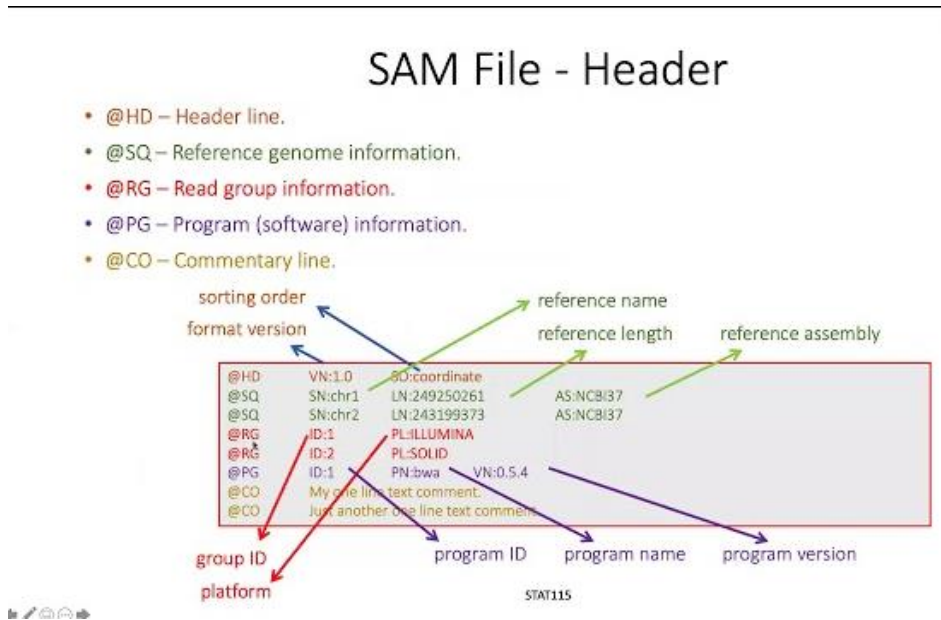 SAM File - Header
• @HD – Header line.
• @SQ – Reference genome information.
• @RG – Read group information.
• @PG – Program (software) information.
• @CO – Commentary line.
sorting order
reference name
format version
reference length
reference assembly
@HD VN:1.0 SO:coordinate
@SQ SN:chr1 LN:249250261 AS:NCBI37
@SQ SN:chr2 LN:243199373 AS:NCBI37
@RG ID:1 PL:ILLUMINA
@RG ID:2 PL:SOLID
@PG ID:1 PN:bwa VN:0.5.4
@CO My one line text comment.
@CO Just another one line text comment.
group ID
program ID
program name
program version
platform
STAT115